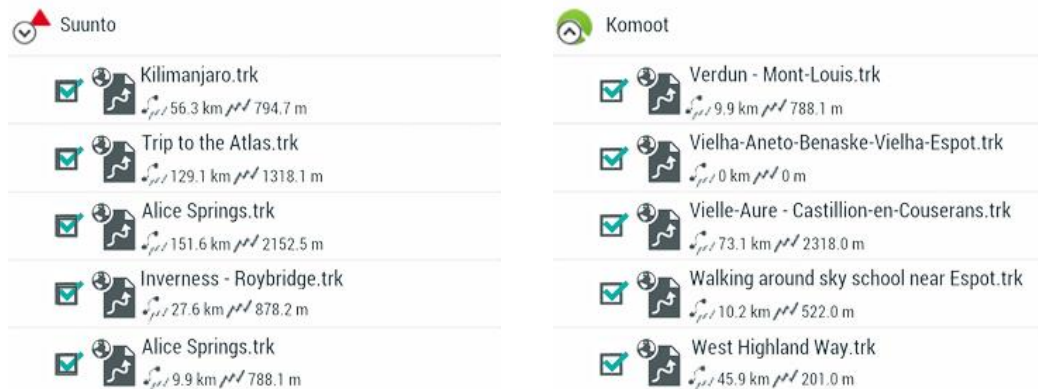 Suunto
Kilimanjaro.trk
56.3 km 794.7 m
Trip to the Atlas.trk
129.1 km 1318.1 m
Alice Springs.trk
151.6 km 2152.5 m
Inverness - Roybridge.trk
27.6 km 878.2 m
Alice Springs.trk
9.9 km 788.1 m
Komoot
Verdun - Mont-Louis.trk
9.9 km 788.1 m
Vielha-Aneto-Benaske-Vielha-Espot.trk
0 km 0 m
Vielle-Aure - Castillion-en-Couserans.trk
73.1 km 2318.0 m
Walking around sky school near Espot.trk
10.2 km 522.0 m
West Highland Way.trk
45.9 km 201.0 m